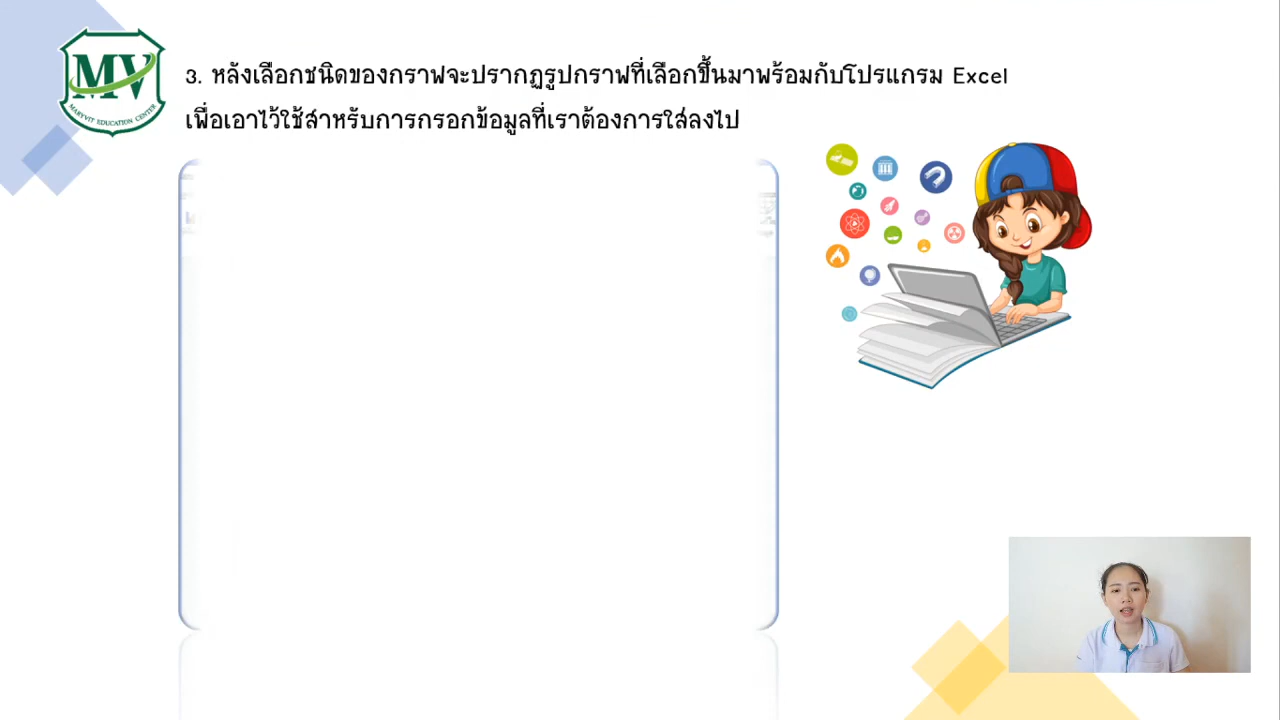 MV
MARYVIT EDUCATION CENTER
3. หลังเลือกชนิดของกราฟจะปรากฏรูปกราฟที่เลือกขึ้นมาพร้อมกับโปรแกรม Excel
เพื่อเอาไว้ใช้สำหรับการกรอกข้อมูลที่เราต้องการใส่ลงไป